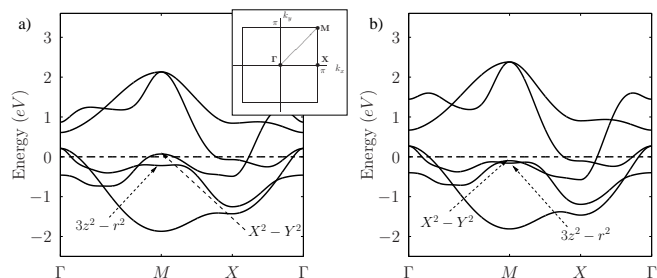 a)
Energy (eV)
3
2
1
0
−1
−2
Γ
M
X
Γ
3z² − r²
X² − Y²
k_y
π
M
Γ
X
k_x
π
b)
Energy (eV)
3
2
1
0
−1
−2
Γ
M
X
Γ
X² − Y²
3z² − r²